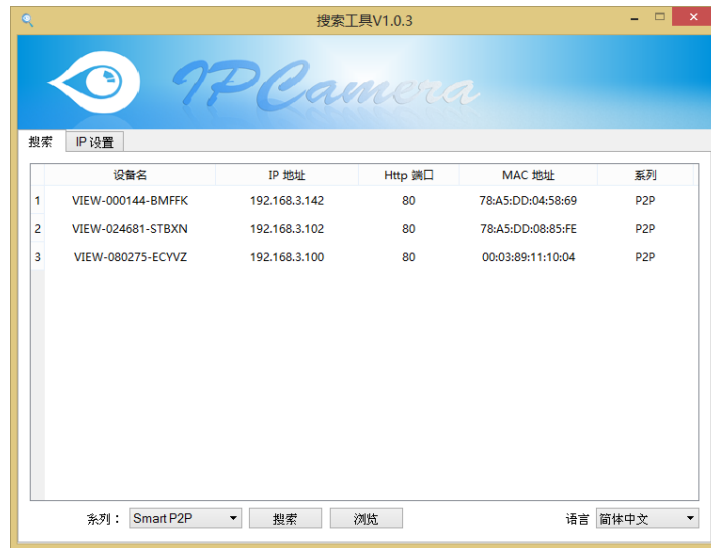 搜索工具V1.0.3
IPCamera
搜索 IP 设置
设备名 IP 地址 Http 端口 MAC 地址 系列
1 VIEW-000144-BMFFK 192.168.3.142 80 78:A5:DD:04:58:69 P2P
2 VIEW-024681-STBXN 192.168.3.102 80 78:A5:DD:08:85:FE P2P
3 VIEW-080275-ECYVZ 192.168.3.100 80 00:03:89:11:10:04 P2P
系列： Smart P2P 搜索 浏览 语言 简体中文